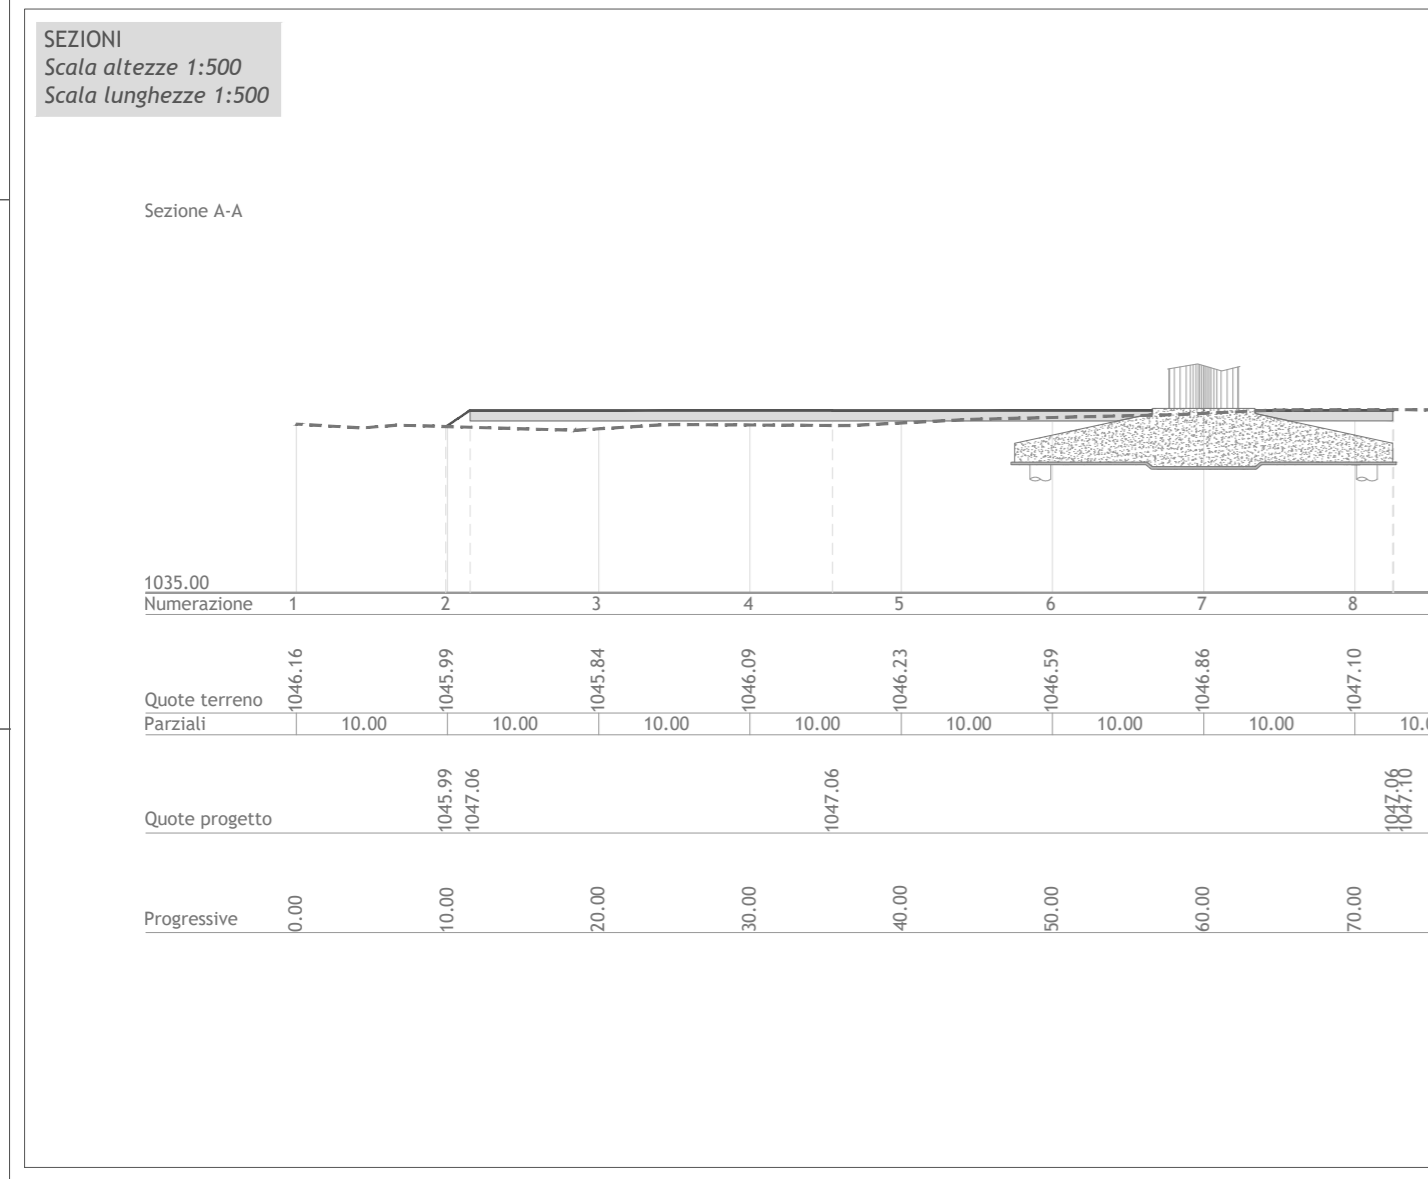 SEZIONI
Scala altezze 1:500
Scala lunghezze 1:500
Sezione A-A
1035.00
Numerazione 1 2 3 4 5 6 7 8
Quote terreno 1046.16 1045.99 1045.84 1046.09 1046.23 1046.59 1046.86 1047.10
Parziali 10.00 10.00 10.00 10.00 10.00 10.00 10.00
Quote progetto 1045.99 1047.06 1047.06 1047.06 1047.10
Progressive 0.00 10.00 20.00 30.00 40.00 50.00 60.00 70.00